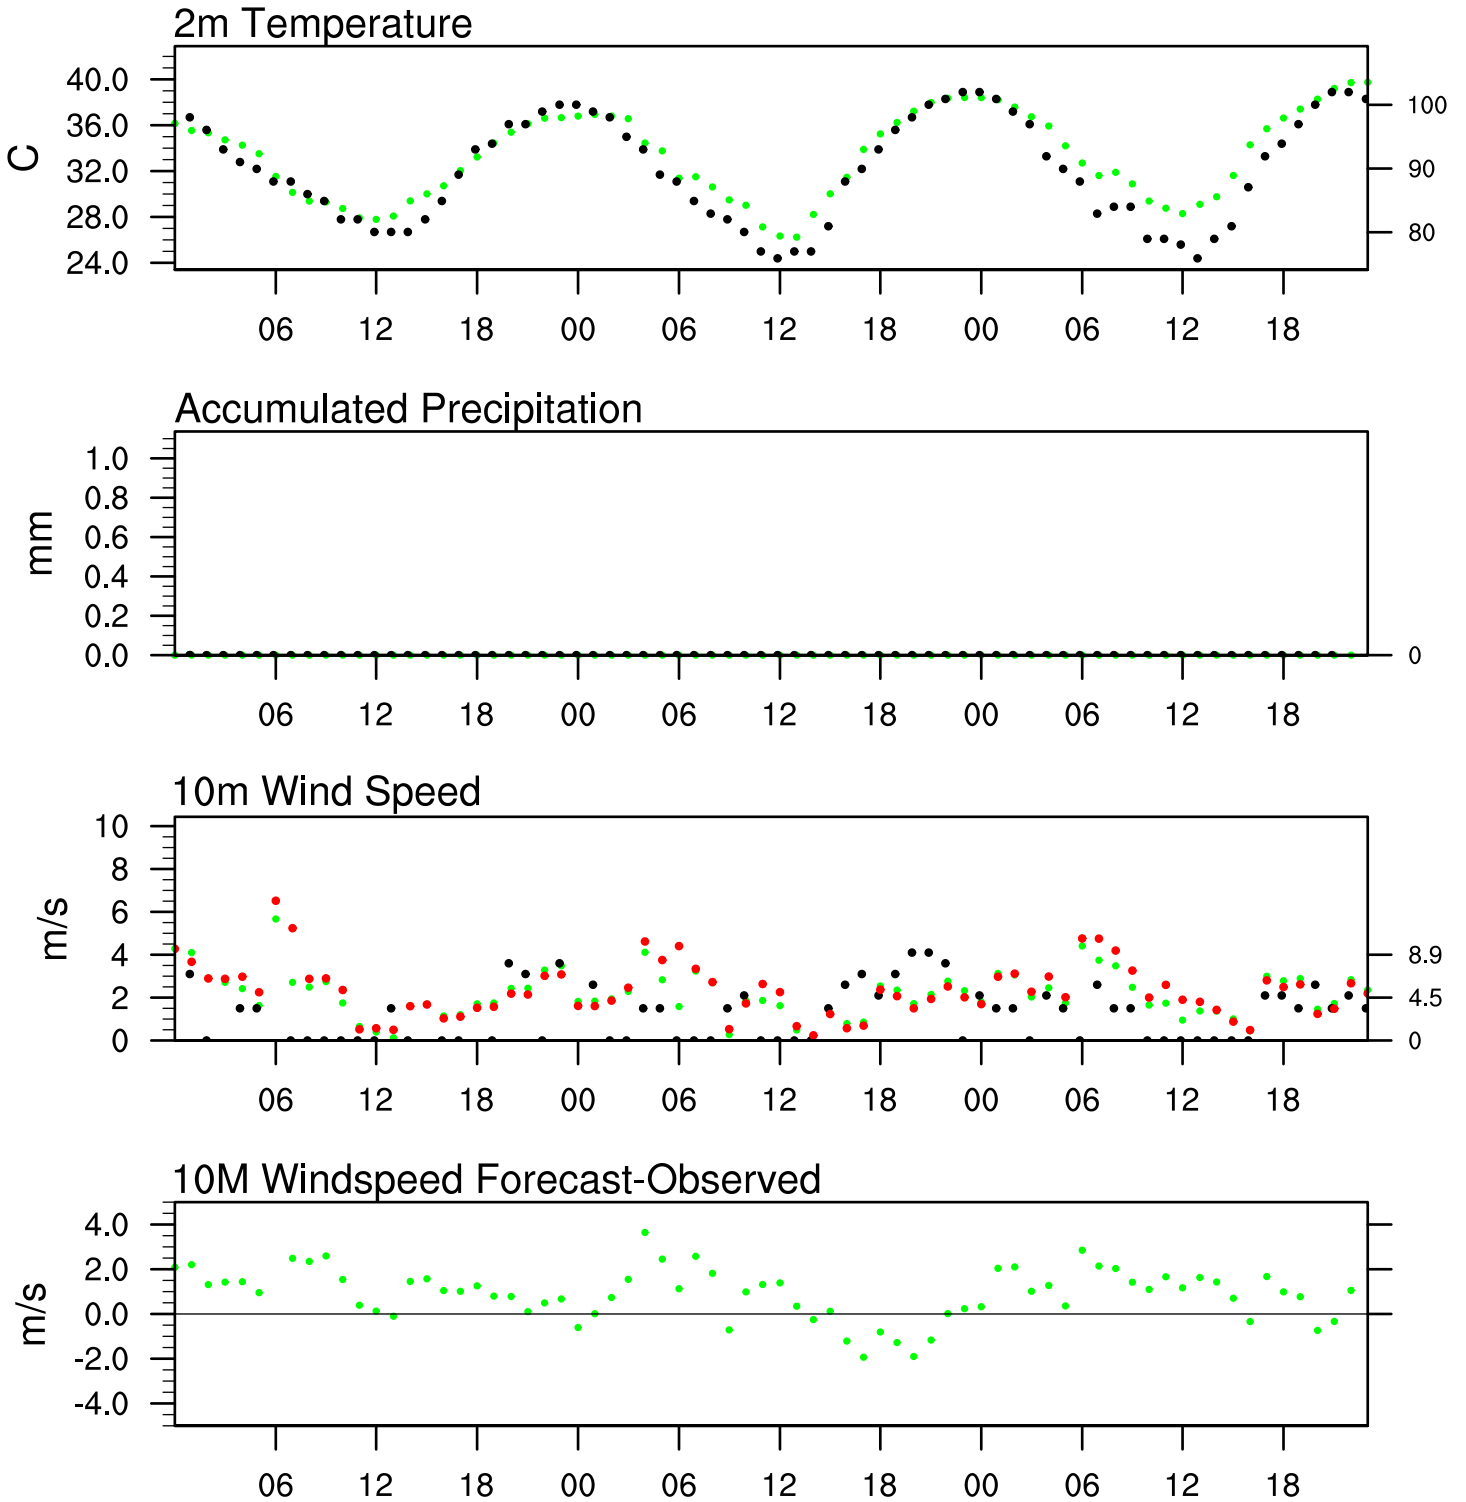 2m Temperature
40.0
36.0
32.0
28.0
24.0
C
100
90
80
06 12 18 00 06 12 18 00 06 12 18
Accumulated Precipitation
1.0
0.8
0.6
0.4
0.2
0.0
mm
0
06 12 18 00 06 12 18 00 06 12 18
10m Wind Speed
10
8
6
4
2
0
m/s
8.9
4.5
0
06 12 18 00 06 12 18 00 06 12 18
10M Windspeed Forecast-Observed
4.0
2.0
0.0
-2.0
-4.0
m/s
06 12 18 00 06 12 18 00 06 12 18